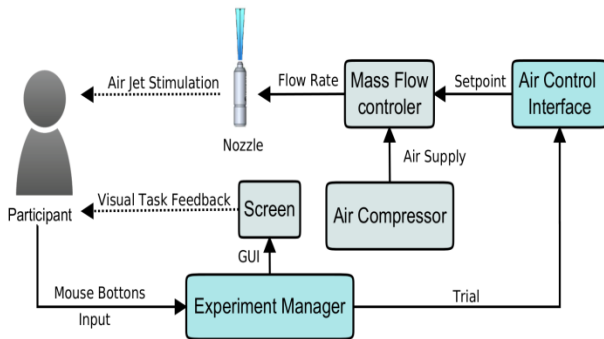 Air Jet Stimulation
Flow Rate
Mass Flow
controler
Setpoint
Air Control
Interface
Nozzle
Air Supply
Participant
Visual Task Feedback
Screen
Air Compressor
GUI
Mouse Bottons
Input
Experiment Manager
Trial